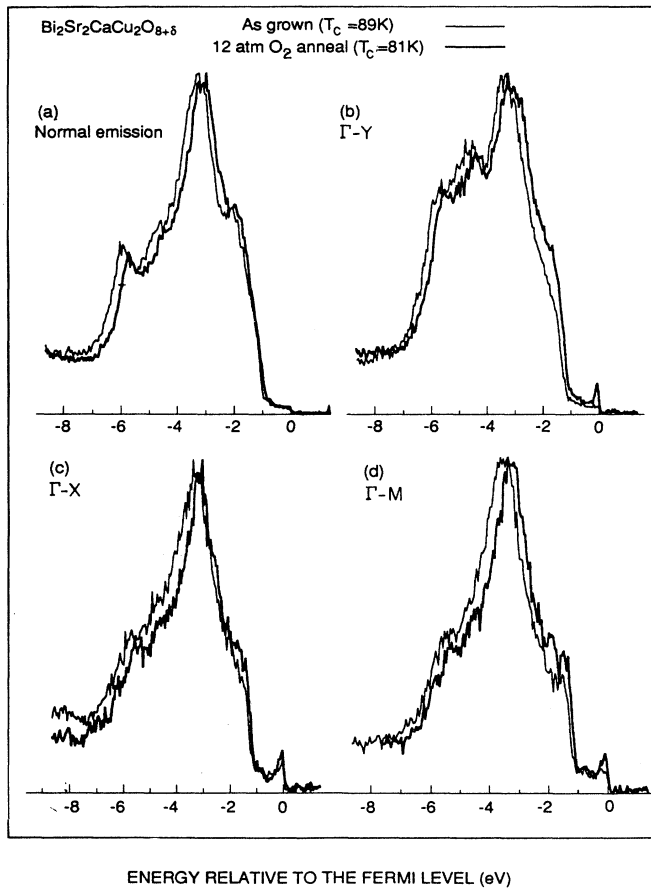 Bi₂Sr₂CaCu₂O₈₊δ
As grown (T_C =89K)
12 atm O₂ anneal (T_C=81K)
(a)
Normal emission
(b)
Γ-Y
-8 -6 -4 -2 0
-8 -6 -4 -2 0
(c)
Γ-X
(d)
Γ-M
-8 -6 -4 -2 0
-8 -6 -4 -2 0
ENERGY RELATIVE TO THE FERMI LEVEL (eV)